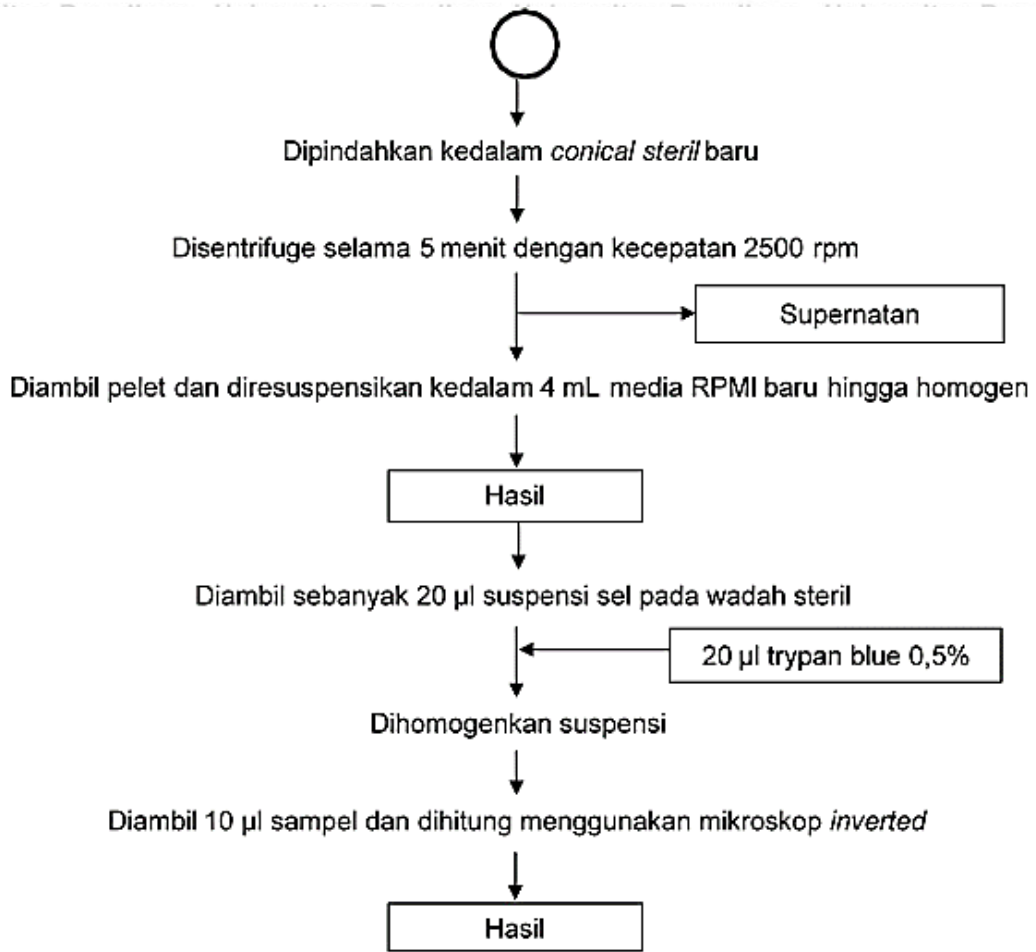 Dipindahkan kedalam conical steril baru
Disentrifuge selama 5 menit dengan kecepatan 2500 rpm
Supernatan
Diambil pelet dan diresuspensikan kedalam 4 mL media RPMI baru hingga homogen
Hasil
Diambil sebanyak 20 µl suspensi sel pada wadah steril
20 µl trypan blue 0,5%
Dihomogenkan suspensi
Diambil 10 µl sampel dan dihitung menggunakan mikroskop inverted
Hasil